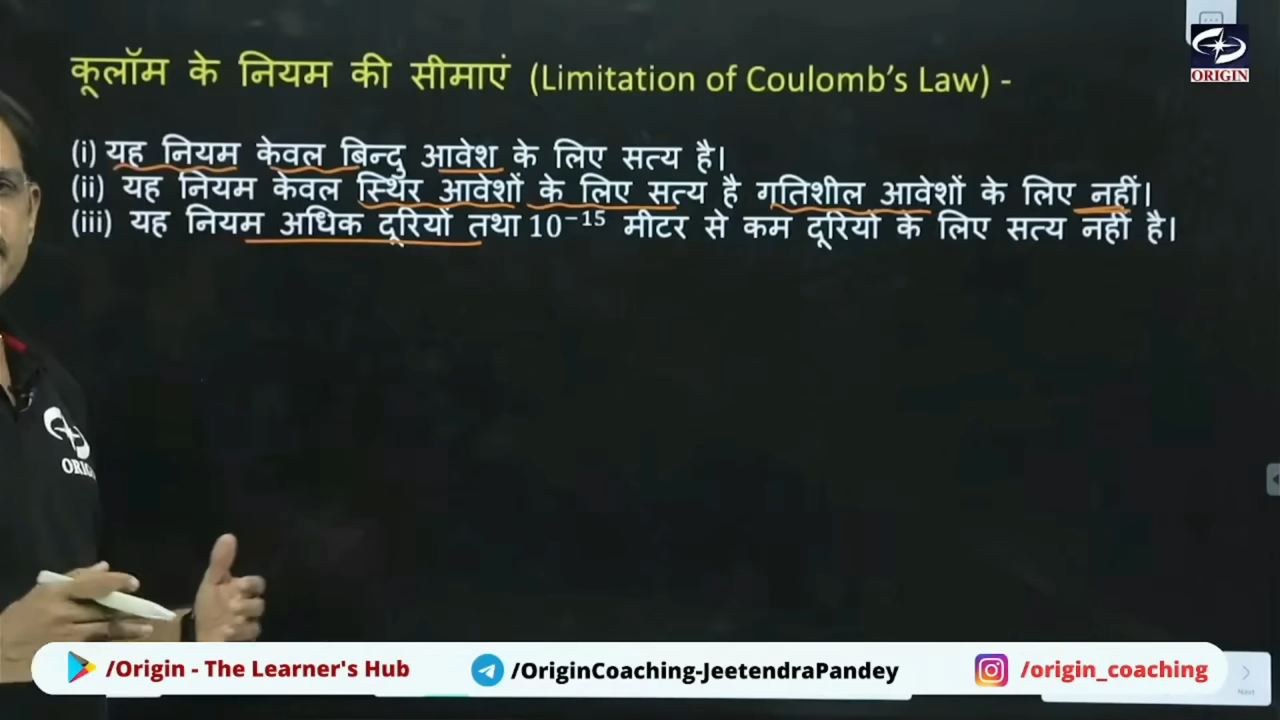 कूलॉम के नियम की सीमाएं (Limitation of Coulomb’s Law) -
ORIGIN
(i) यह नियम केवल बिन्दु आवेश के लिए सत्य है।
(ii) यह नियम केवल स्थिर आवेशों के लिए सत्य है गतिशील आवेशों के लिए नहीं।
(iii) यह नियम अधिक दूरियों तथा 10⁻¹⁵ मीटर से कम दूरियों के लिए सत्य नहीं है।
ORIG
/Origin - The Learner's Hub
/OriginCoaching-JeetendraPandey
/origin_coaching
Next